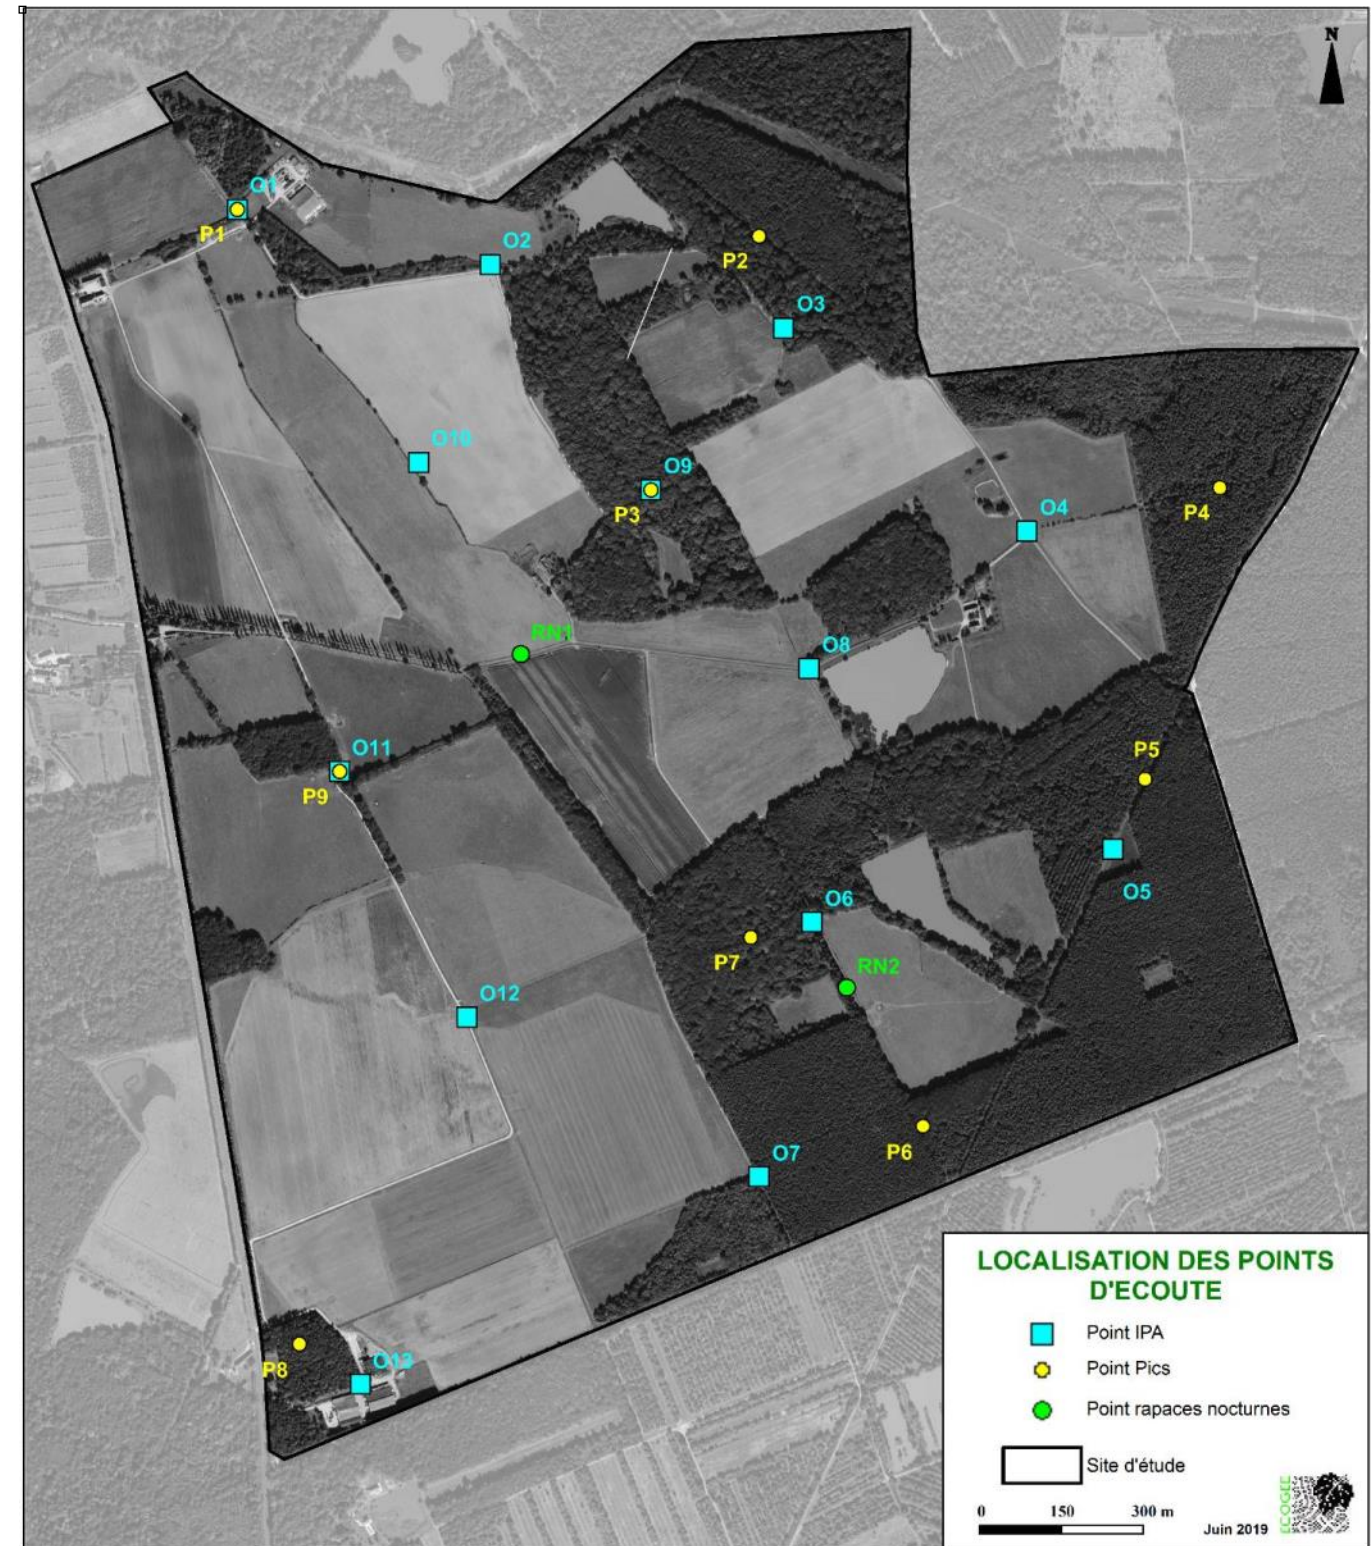 N
O1
P1
O2
P2
O3
O10
O9
P3
O4
P4
RN1
O8
O11
P9
P5
O5
O6
P7
RN2
O12
O7
P6
P8
O13
LOCALISATION DES POINTS
D'ECOUTE
Point IPA
Point Pics
Point rapaces nocturnes
Site d'étude
0 150 300 m
Juin 2019
ECOGEE